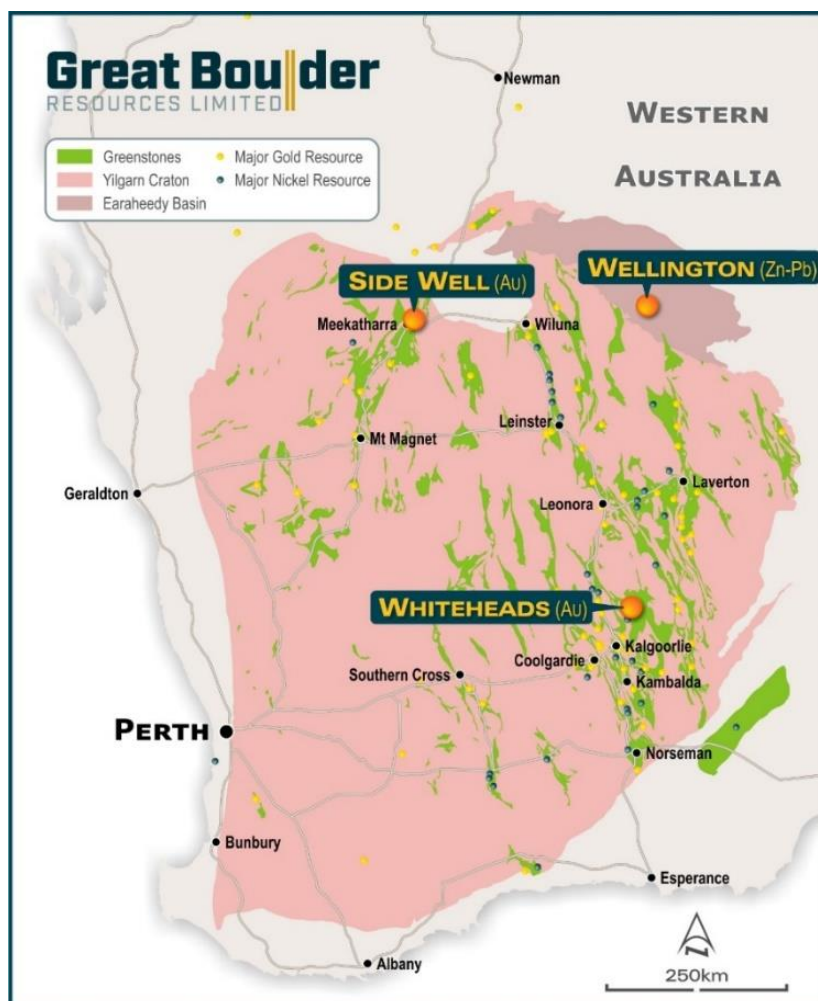 Great Boulder
RESOURCES LIMITED
Newman
WESTERN
AUSTRALIA
Greenstones
Major Gold Resource
Yilgarn Craton
Major Nickel Resource
Earaheedy Basin
SIDE WELL (Au)
WELLINGTON (Zn-Pb)
Meekatharra
Wiluna
Leinster
Mt Magnet
Geraldton
Laverton
Leonora
WHITEHEADS (Au)
Kalgoorlie
Coolgardie
Southern Cross
Kambalda
PERTH
Norseman
Bunbury
Esperance
Albany
N
250km